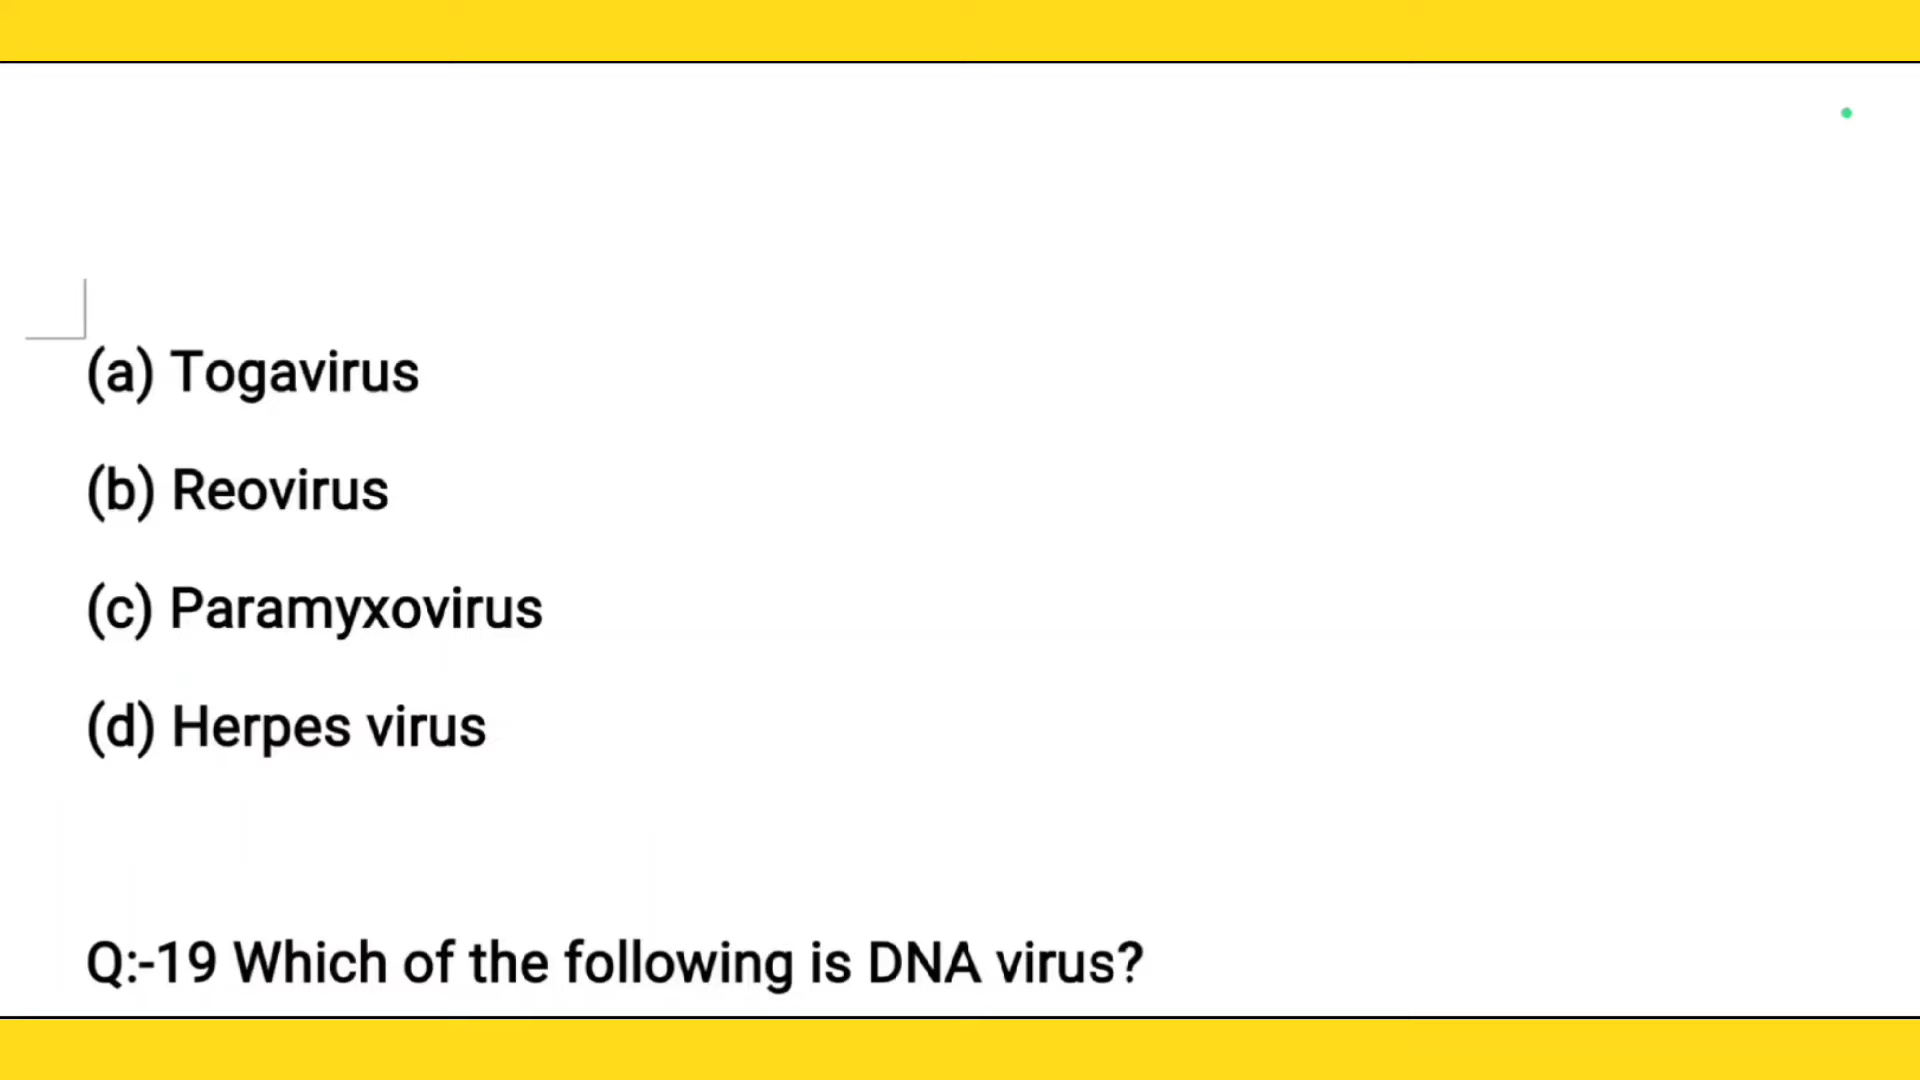 (a) Togavirus
(b) Reovirus
(c) Paramyxovirus
(d) Herpes virus
Q:-19 Which of the following is DNA virus?